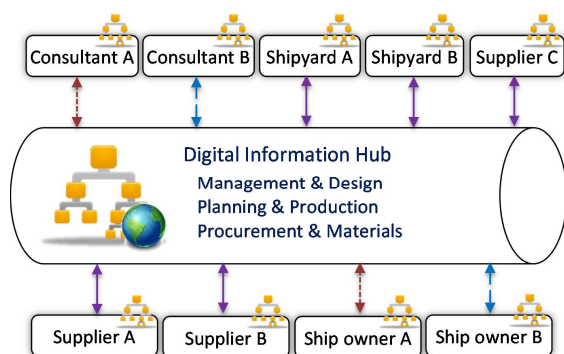 Consultant A
Consultant B
Shipyard A
Shipyard B
Supplier C
Digital Information Hub
Management & Design
Planning & Production
Procurement & Materials
Supplier A
Supplier B
Ship owner A
Ship owner B